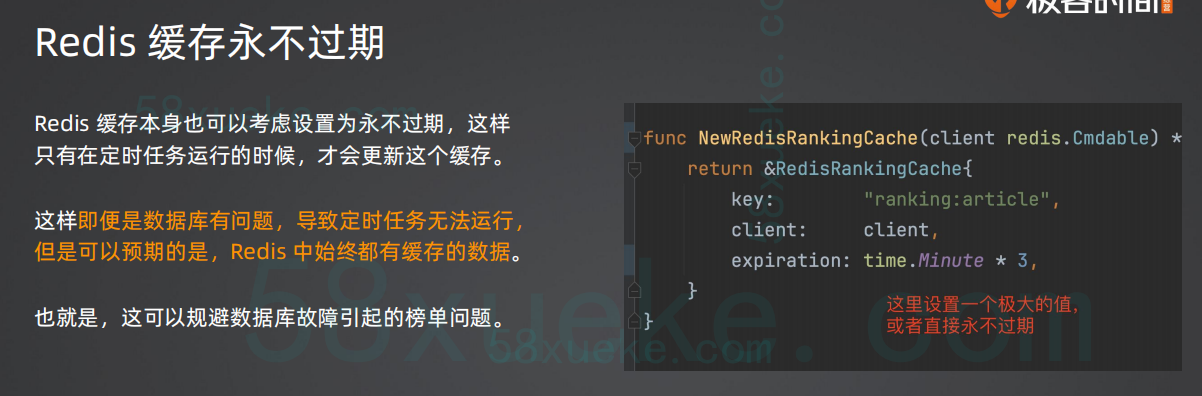 极客时间
Redis 缓存永不过期
58xueke.com
Redis 缓存本身也可以考虑设置为永不过期，这样
只有在定时任务运行的时候，才会更新这个缓存。
这样即便是数据库有问题，导致定时任务无法运行，
但是可以预期的是，Redis 中始终都有缓存的数据。
也就是，这可以规避数据库故障引起的榜单问题。
func NewRedisRankingCache(client redis.Cmdable) *
return &RedisRankingCache{
key: "ranking:article",
client: client,
expiration: time.Minute * 3,
}
}
这里设置一个极大的值，
或者直接永不过期
58xueke.com
58xueke.com
58xueke.com